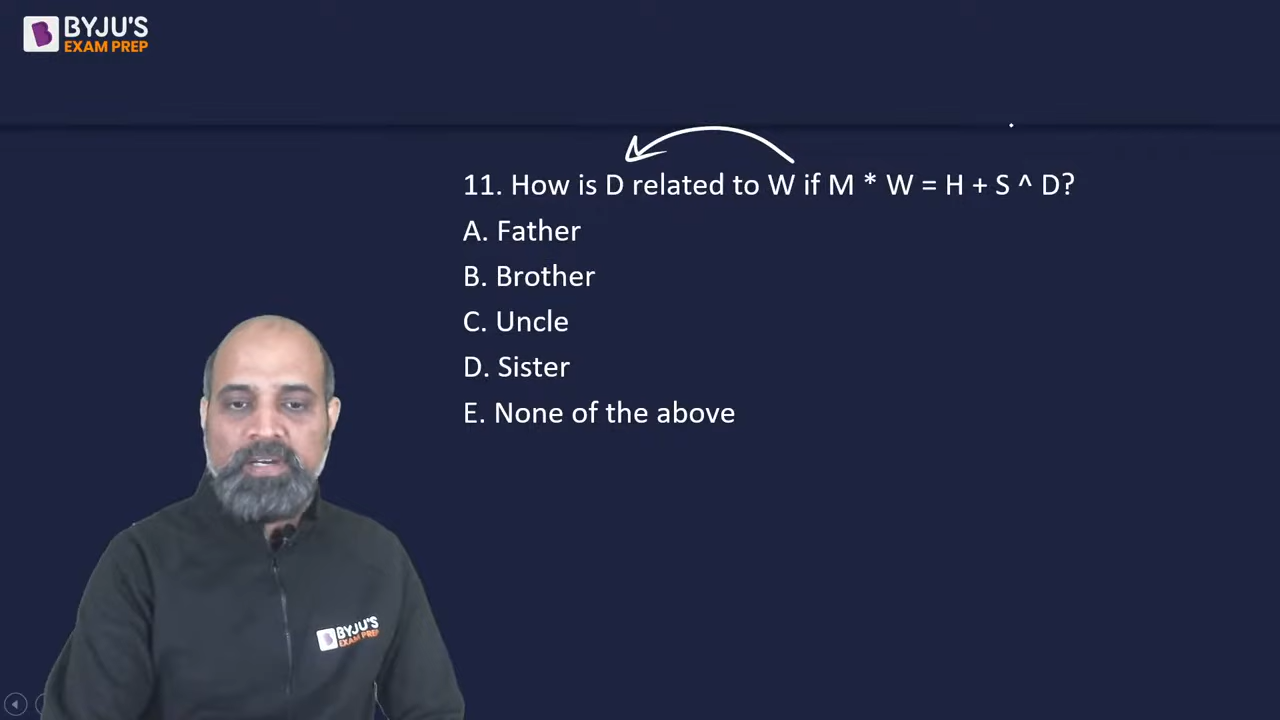 BYJU'S
EXAM PREP
11. How is D related to W if M * W = H + S ^ D?
A. Father
B. Brother
C. Uncle
D. Sister
E. None of the above
BYJU'S
EXAM PREP